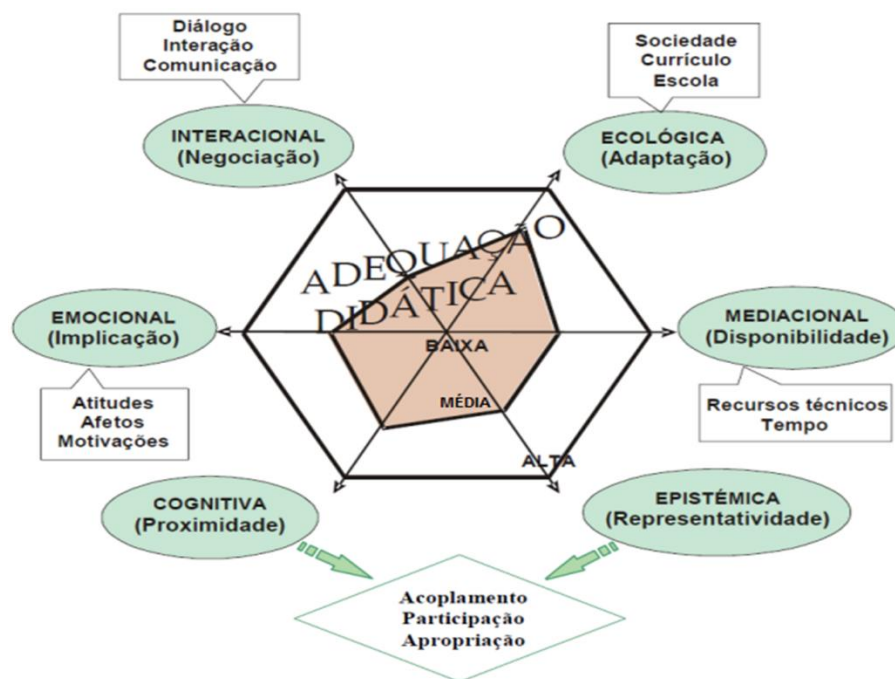 Diálogo
Interação
Comunicação
Sociedade
Currículo
Escola
INTERACIONAL
(Negociação)
ECOLÓGICA
(Adaptação)
ADEQUAÇÃO
DIDÁTICA
EMOCIONAL
(Implicação)
MEDIACIONAL
(Disponibilidade)
BAIXA
MÉDIA
ALTA
Atitudes
Afetos
Motivações
Recursos técnicos
Tempo
COGNITIVA
(Proximidade)
EPISTÉMICA
(Representatividade)
Acoplamento
Participação
Apropriação